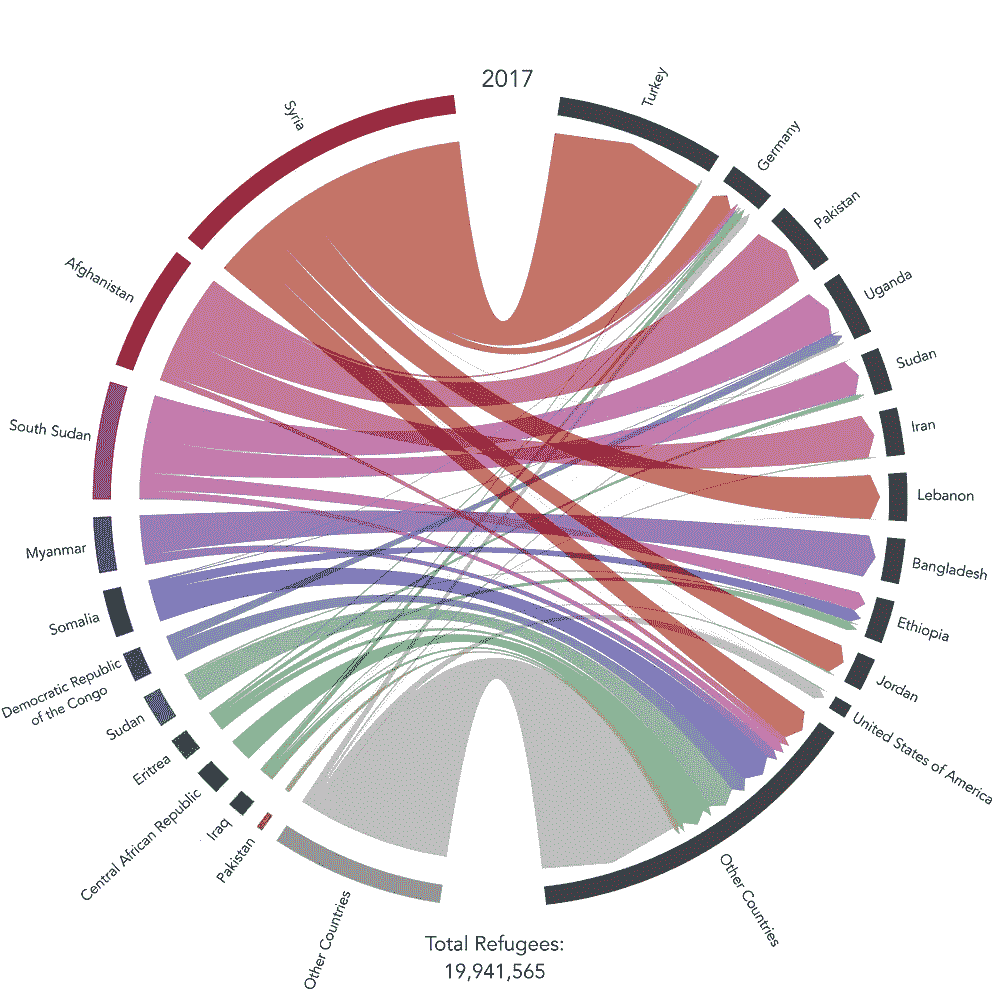 2017
Syria
Afghanistan
South Sudan
Myanmar
Somalia
Democratic Republic
of the Congo
Sudan
Eritrea
Central African Republic
Iraq
Pakistan
Other Countries
Turkey
Germany
Pakistan
Uganda
Sudan
Iran
Lebanon
Bangladesh
Ethiopia
Jordan
United States of America
Other Countries
Total Refugees:
19,941,565